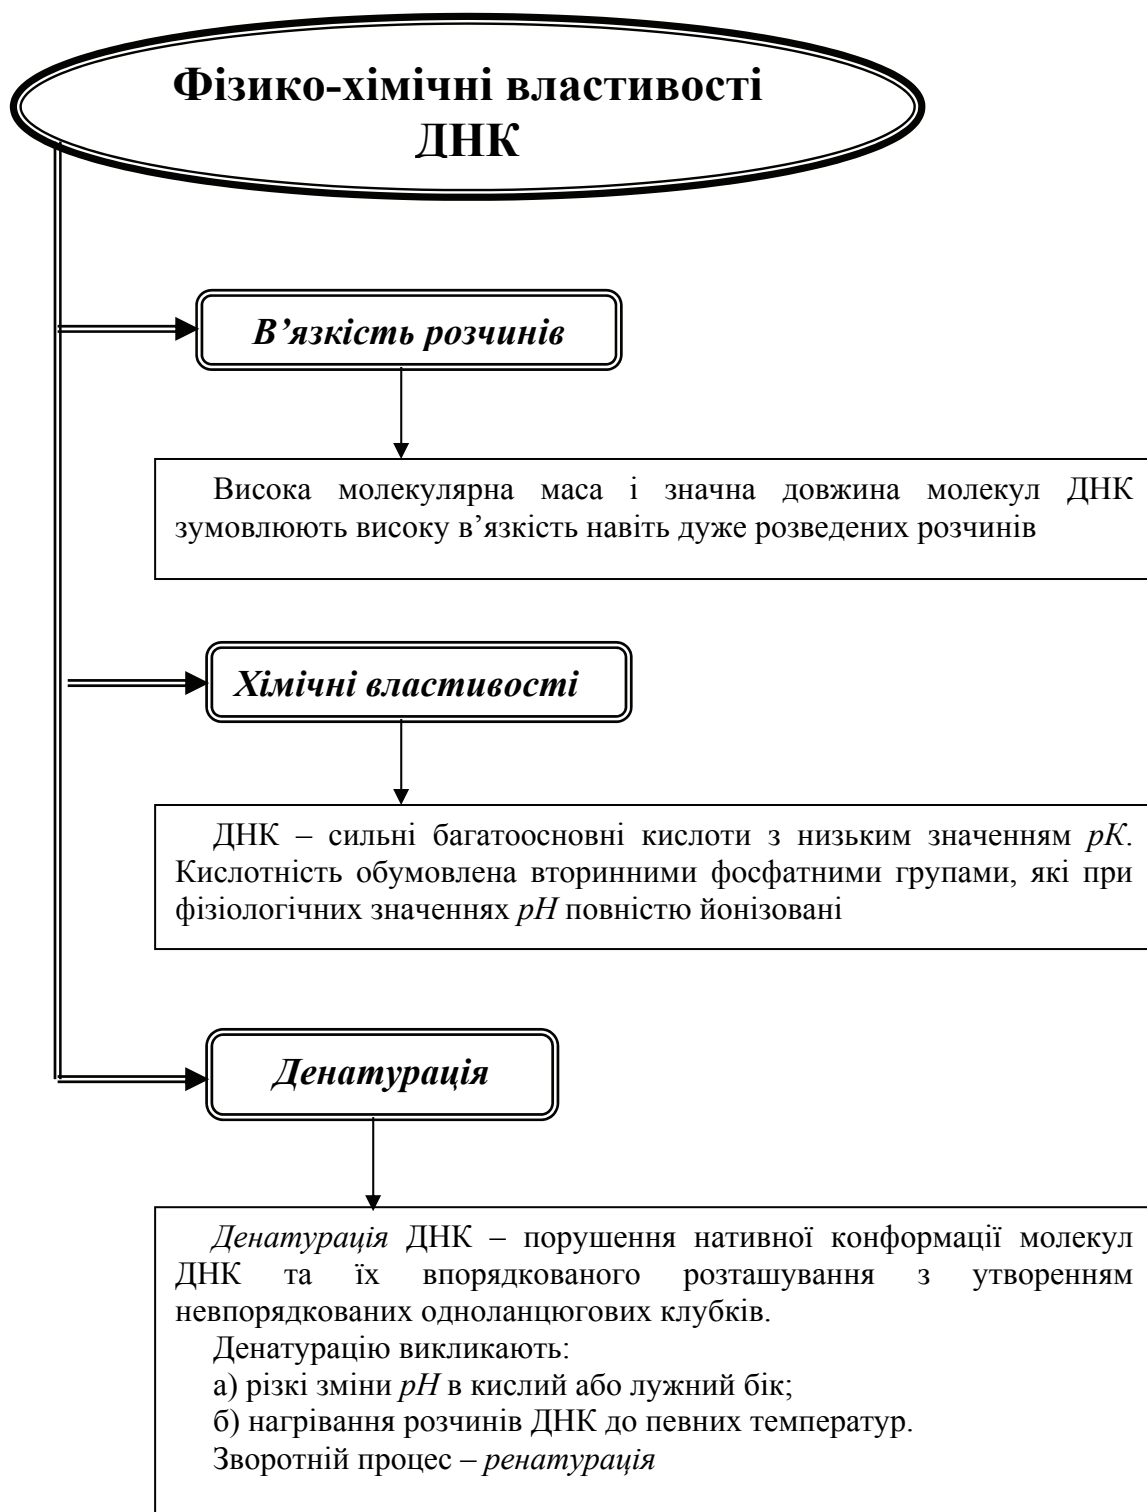 Фізико-хімічні властивості
ДНК
В’язкість розчинів
Висока молекулярна маса і значна довжина молекул ДНК
зумовлюють високу в’язкість навіть дуже розведених розчинів
Хімічні властивості
ДНК – сильні багатоосновні кислоти з низьким значенням pK.
Кислотність обумовлена вторинними фосфатними групами, які при
фізіологічних значеннях pH повністю йонізовані
Денатурація
Денатурація ДНК – порушення нативної конформації молекул
ДНК та їх впорядкованого розташування з утворенням
невпорядкованих одноланцюгових клубків.
Денатурацію викликають:
а) різкі зміни pH в кислий або лужний бік;
б) нагрівання розчинів ДНК до певних температур.
Зворотній процес – ренатурація